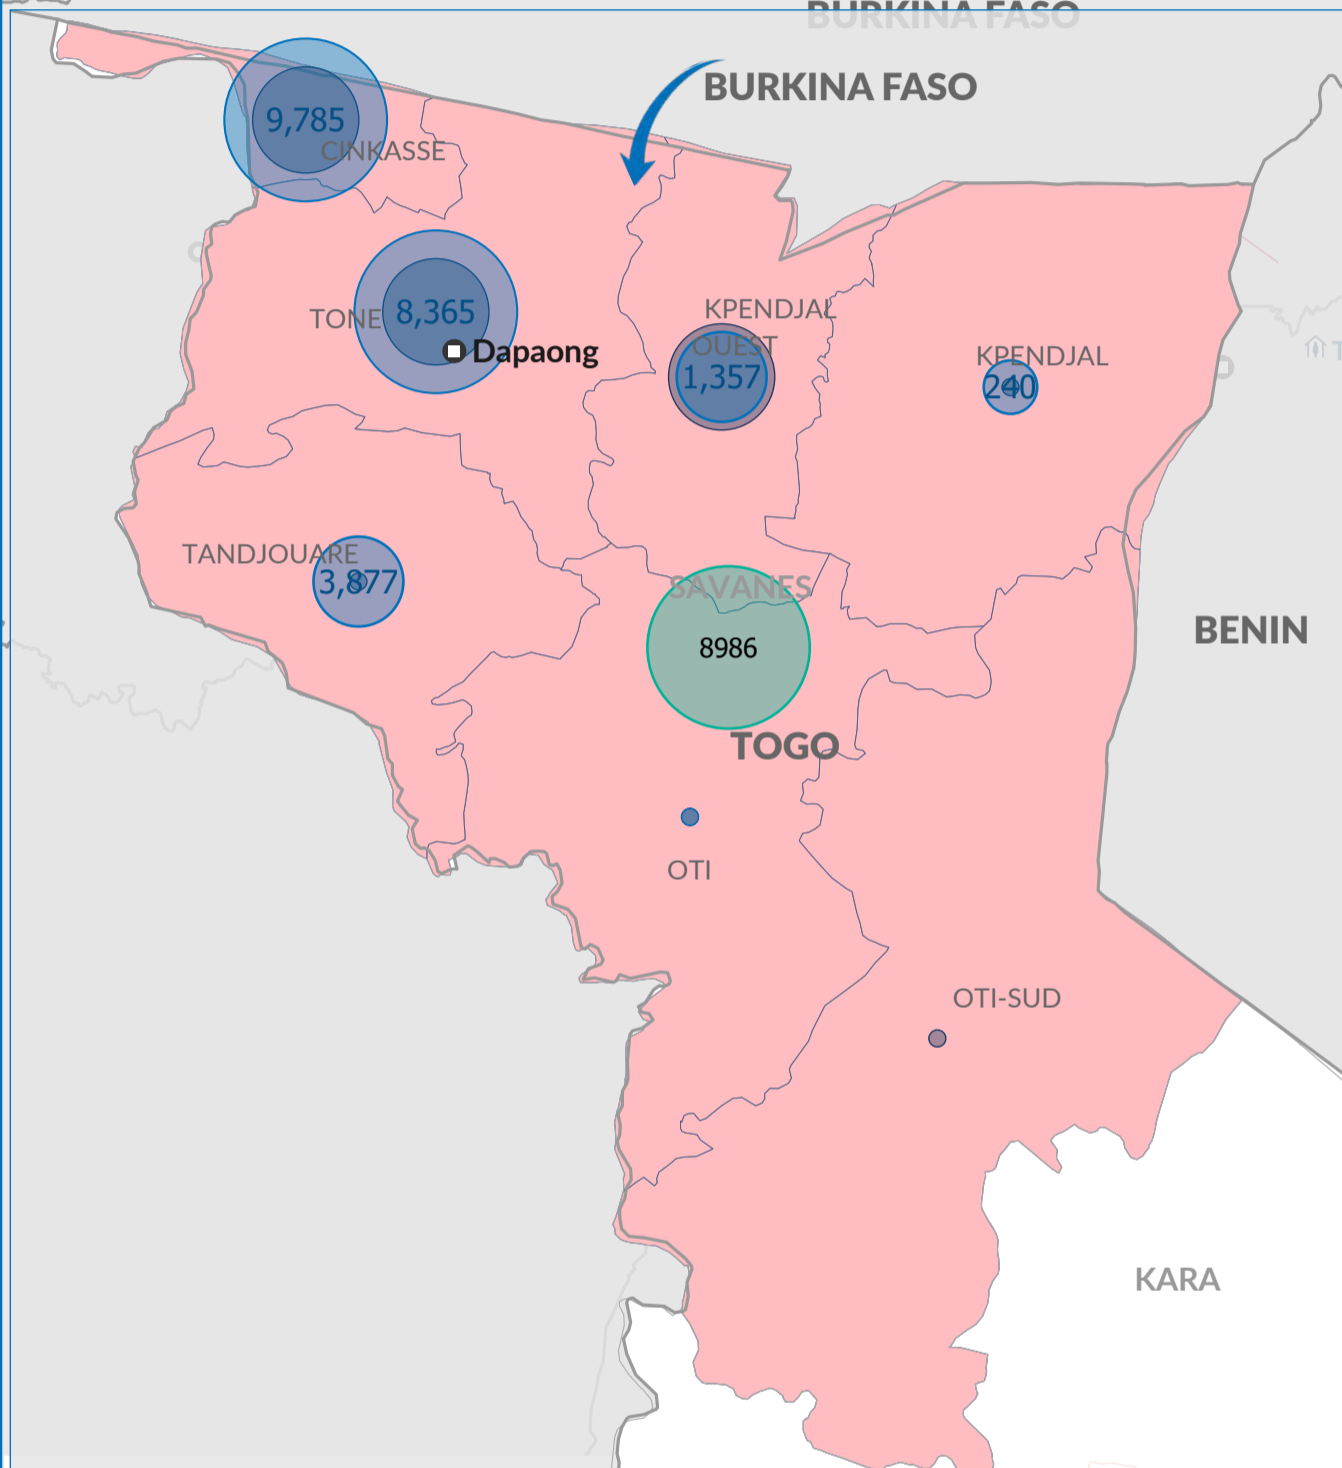 BURKINA FASO
BURKINA FASO
9,785
CINKASSE
TONE
8,365
Dapaong
KPENDJAL
OUEST
1,357
KPENDJAL
240
TANDJOUARE
3,877
SAVANES
8986
BENIN
TOGO
OTI
OTI-SUD
KARA